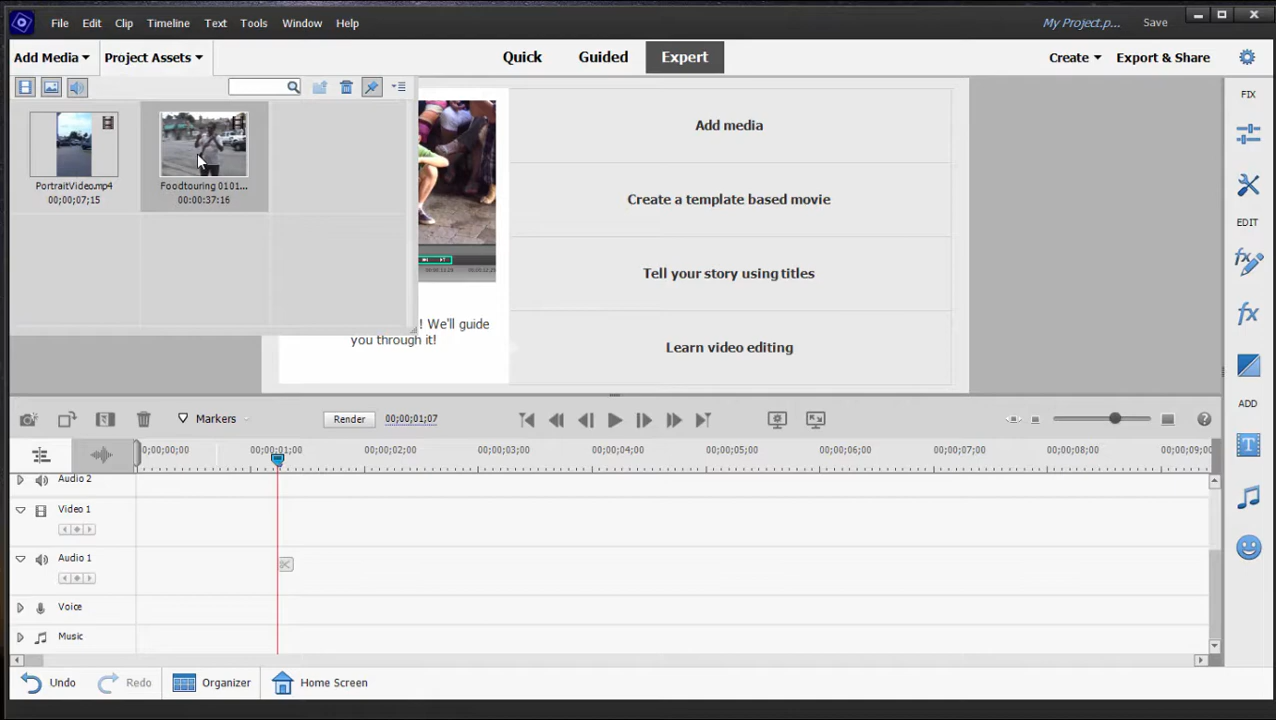 File Edit Clip Timeline Text Tools Window Help My Project.p... Save
Add Media Project Assets Quick Guided Expert Create Export & Share
FIX
Add media
PortraitVideo.mp4 Foodtouring 0101...
00;00;07;15 00:00:37:16
Create a template based movie
EDIT
Tell your story using titles
! We'll guide
you through it!
Learn video editing
ADD
Markers Render 00;00;01;07
00;00;00;00 00;00;01;00 00;00;02;00 00;00;03;00 00;00;04;00 00;00;05;00 00;00;06;00 00;00;07;00 00;00;08;00 00;00;09;00
Audio 2
Video 1
Audio 1
Voice
Music
Undo Redo Organizer Home Screen